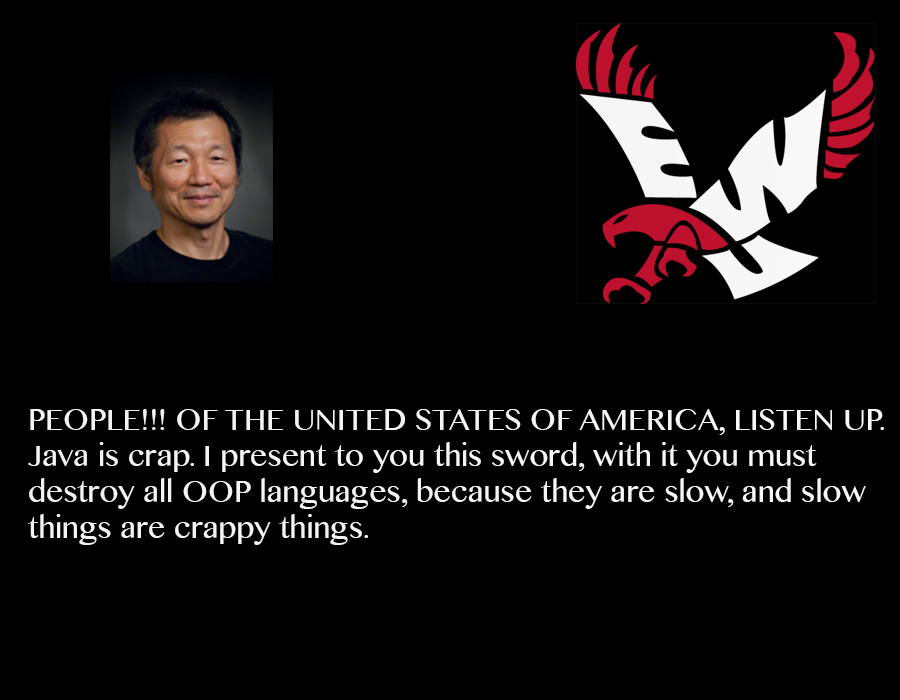 EWU
PEOPLE!!! OF THE UNITED STATES OF AMERICA, LISTEN UP.
Java is crap. I present to you this sword, with it you must
destroy all OOP languages, because they are slow, and slow
things are crappy things.